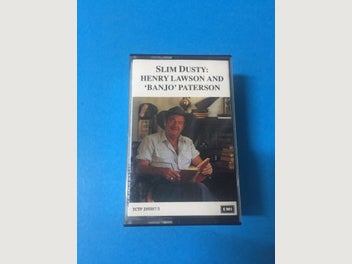 SLIM DUSTY:
HENRY LAWSON AND
‘BANJO’ PATERSON
EMI